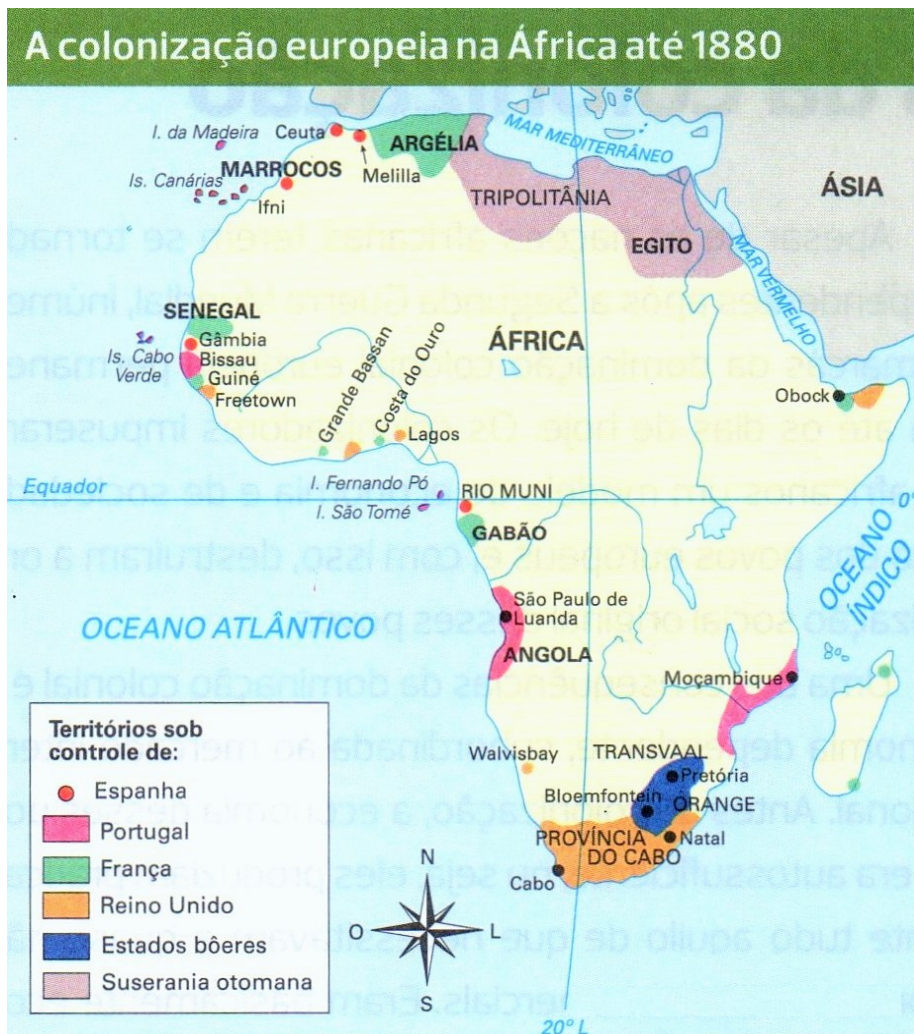 A colonização europeia na África até 1880
I. da Madeira
Ceuta
ARGÉLIA
MAR MEDITERRÂNEO
MARROCOS
Melilla
Is. Canárias
Ifni
TRIPOLITÂNIA
ÁSIA
EGITO
MAR VERMELHO
SENEGAL
Gâmbia
Is. Cabo
Verde
Bissau
Guiné
Freetown
ÁFRICA
Grande Bassan
Costa do Ouro
Lagos
Obock
Equador
0º
I. Fernando Pó
I. São Tomé
RIO MUNI
GABÃO
OCEANO
ÍNDICO
São Paulo de
Luanda
OCEANO ATLÂNTICO
ANGOLA
Moçambique
Waivisbay
TRANSVAAL
Pretória
Bloemfontein
ORANGE
PROVÍNCIA
DO CABO
Natal
Cabo
Territórios sob
controle de:
Espanha
Portugal
França
Reino Unido
Estados bôeres
Suserania otomana
N
O
L
S
20º L